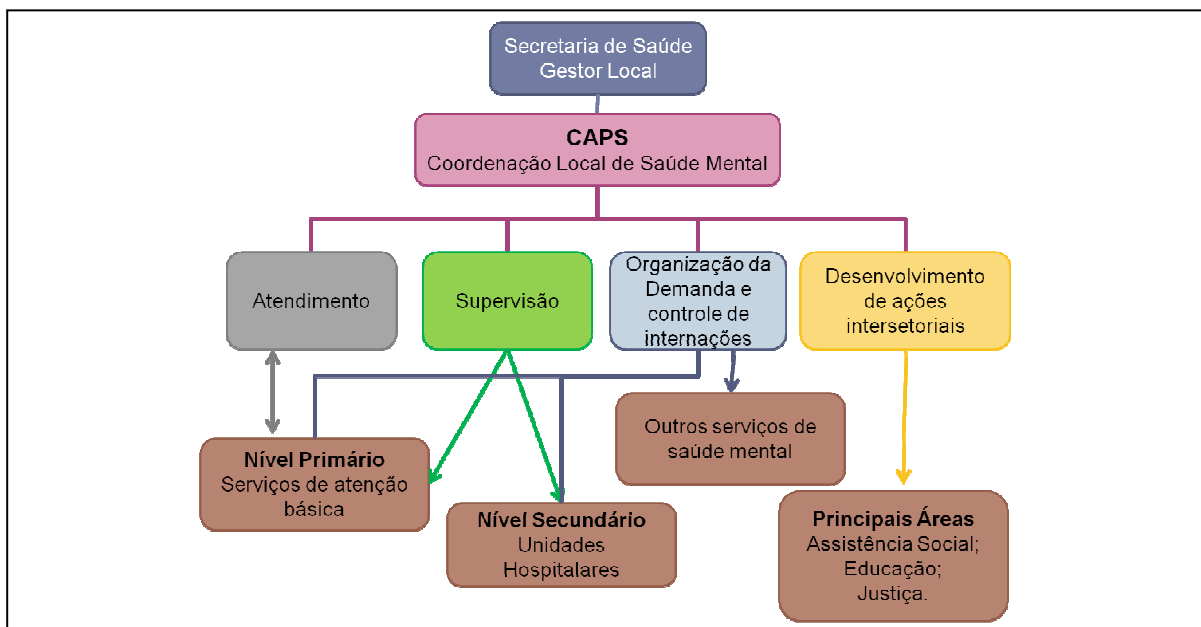 Secretaria de Saúde
Gestor Local
CAPS
Coordenação Local de Saúde Mental
Atendimento
Supervisão
Organização da
Demanda e
controle de
internações
Desenvolvimento
de ações
intersetoriais
Outros serviços de
saúde mental
Nível Primário
Serviços de atenção
básica
Nível Secundário
Unidades
Hospitalares
Principais Áreas
Assistência Social;
Educação;
Justiça.